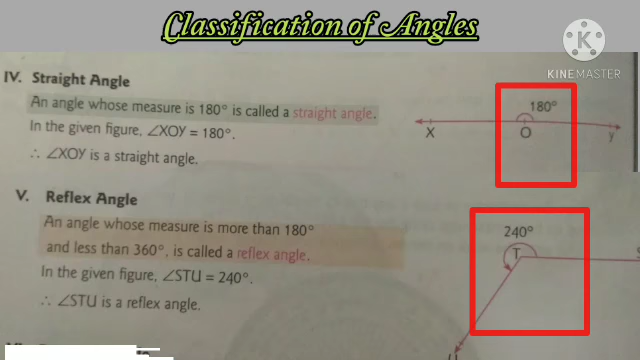 Classification of Angles
K
KINEMASTER
IV. Straight Angle
An angle whose measure is 180° is called a straight angle.
In the given figure, ∠XOY = 180°.
∴ ∠XOY is a straight angle.
180°
X O y
V. Reflex Angle
An angle whose measure is more than 180°
and less than 360°, is called a reflex angle.
In the given figure, ∠STU = 240°.
∴ ∠STU is a reflex angle.
240°
T